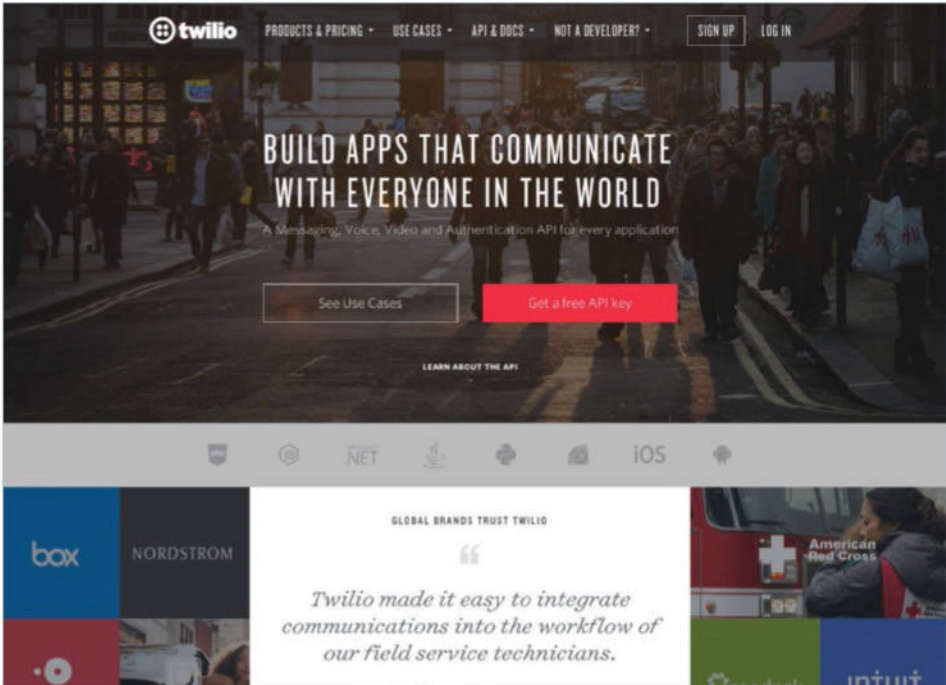 twilio
PRODUCTS & PRICING
USE CASES
API & DOCS
NOT A DEVELOPER?
SIGN UP
LOG IN
BUILD APPS THAT COMMUNICATE
WITH EVERYONE IN THE WORLD
A Messaging, Voice, Video and Authentication API for every application
See Use Cases
Get a free API key
LEARN ABOUT THE API
php
.NET
iOS
box
NORDSTROM
GLOBAL BRANDS TRUST TWILIO
“
Twilio made it easy to integrate
communications into the workflow of
our field service technicians.
American
Red Cross
intuit